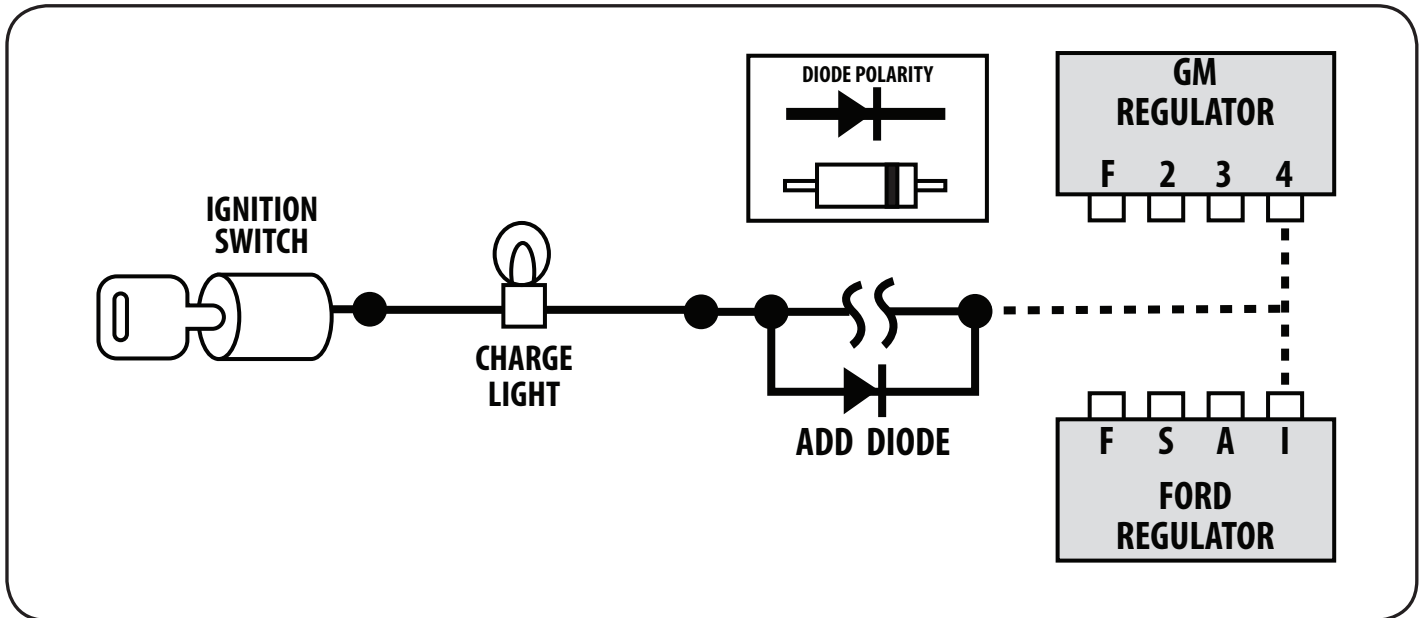 DIODE POLARITY
GM
REGULATOR
F 2 3 4
IGNITION
SWITCH
CHARGE
LIGHT
ADD DIODE
F S A I
FORD
REGULATOR